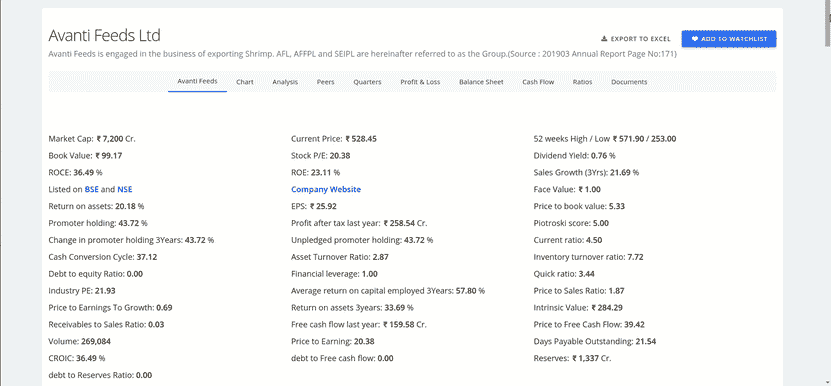 Avanti Feeds Ltd
EXPORT TO EXCEL
ADD TO WATCHLIST
Avanti Feeds is engaged in the business of exporting Shrimp. AFL, AFFPL and SEIPL are hereinafter referred to as the Group.(Source : 201903 Annual Report Page No:171)
Avanti Feeds Chart Analysis Peers Quarters Profit & Loss Balance Sheet Cash Flow Ratios Documents
Market Cap: ₹ 7,200 Cr. Current Price: ₹ 528.45 52 weeks High / Low ₹ 571.90 / 253.00
Book Value: ₹ 99.17 Stock P/E: 20.38 Dividend Yield: 0.76 %
ROCE: 36.49 % ROE: 23.11 % Sales Growth (3Yrs): 21.69 %
Listed on BSE and NSE Company Website Face Value: ₹ 1.00
Return on assets: 20.18 % EPS: ₹ 25.92 Price to book value: 5.33
Promoter holding: 43.72 % Profit after tax last year: ₹ 258.54 Cr. Piotroski score: 5.00
Change in promoter holding 3Years: 43.72 % Unpledged promoter holding: 43.72 % Current ratio: 4.50
Cash Conversion Cycle: 37.12 Asset Turnover Ratio: 2.87 Inventory turnover ratio: 7.72
Debt to equity Ratio: 0.00 Financial leverage: 1.00 Quick ratio: 3.44
Industry PE: 21.93 Average return on capital employed 3Years: 57.80 % Price to Sales Ratio: 1.87
Price to Earnings To Growth: 0.69 Return on assets 3years: 33.69 % Intrinsic Value: ₹ 284.29
Receivables to Sales Ratio: 0.03 Free cash flow last year: ₹ 159.58 Cr. Price to Free Cash Flow: 39.42
Volume: 269,084 Price to Earning: 20.38 Days Payable Outstanding: 21.54
CROIC: 36.49 % debt to Free cash flow: 0.00 Reserves: ₹ 1,337 Cr.
debt to Reserves Ratio: 0.00